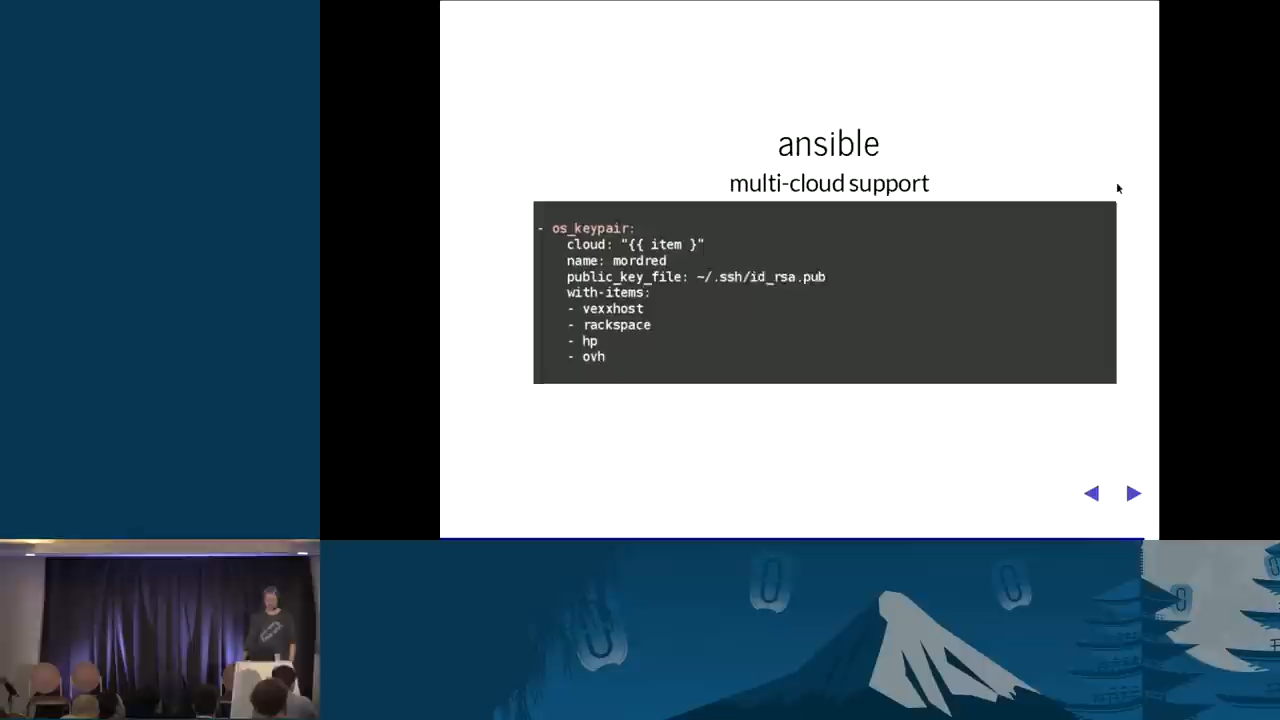 ansible
multi-cloud support
- os_keypair:
cloud: "{{ item }"
name: mordred
public_key_file: ~/.ssh/id_rsa.pub
with-items:
- vexxhost
- rackspace
- hp
- ovh